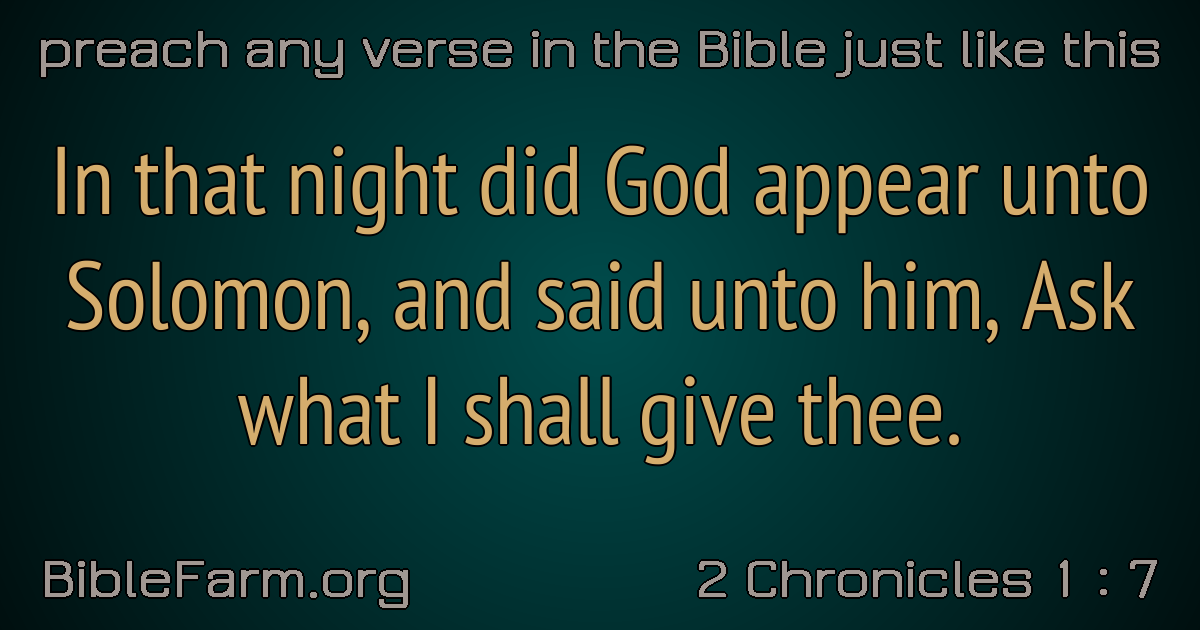 preach any verse in the Bible just like this
In that night did God appear unto
Solomon, and said unto him, Ask
what I shall give thee.
BibleFarm.org
2 Chronicles 1 : 7